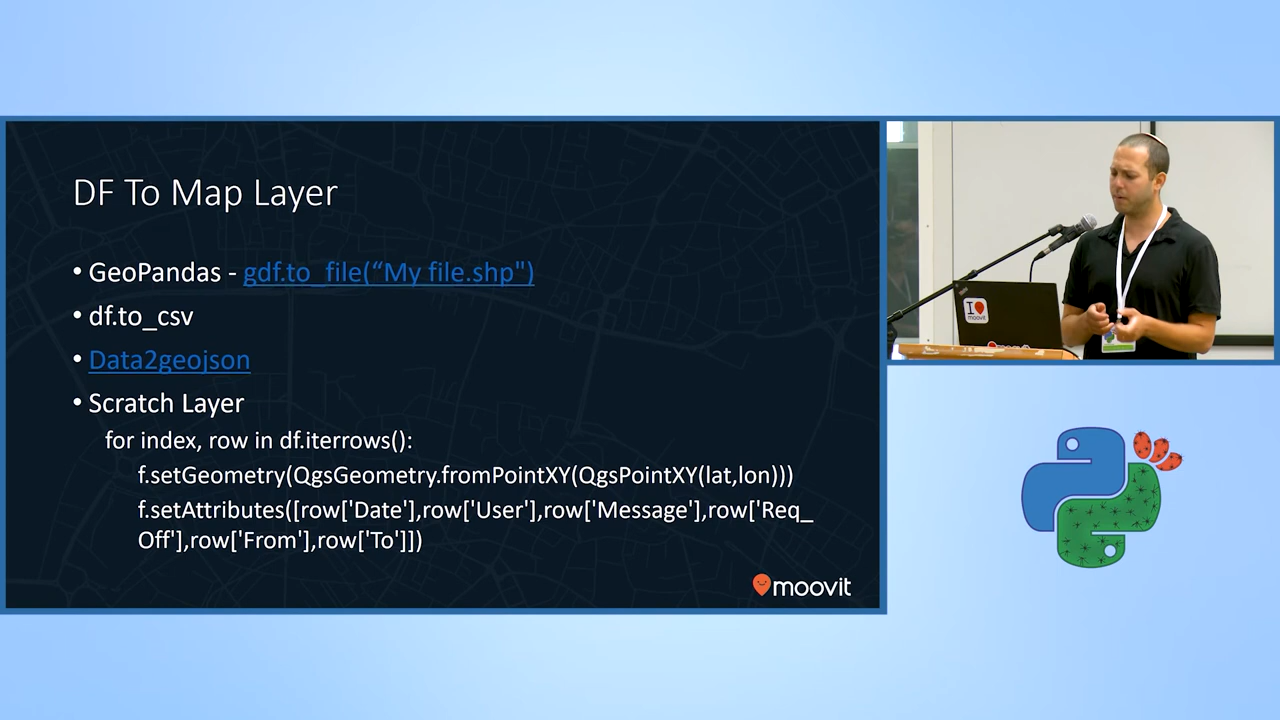 DF To Map Layer
• GeoPandas - gdf.to_file(“My file.shp")
• df.to_csv
• Data2geojson
• Scratch Layer
for index, row in df.iterrows():
f.setGeometry(QgsGeometry.fromPointXY(QgsPointXY(lat,lon)))
f.setAttributes([row['Date'],row['User'],row['Message'],row['Req_
Off'],row['From'],row['To']])
moovit
I
moovit